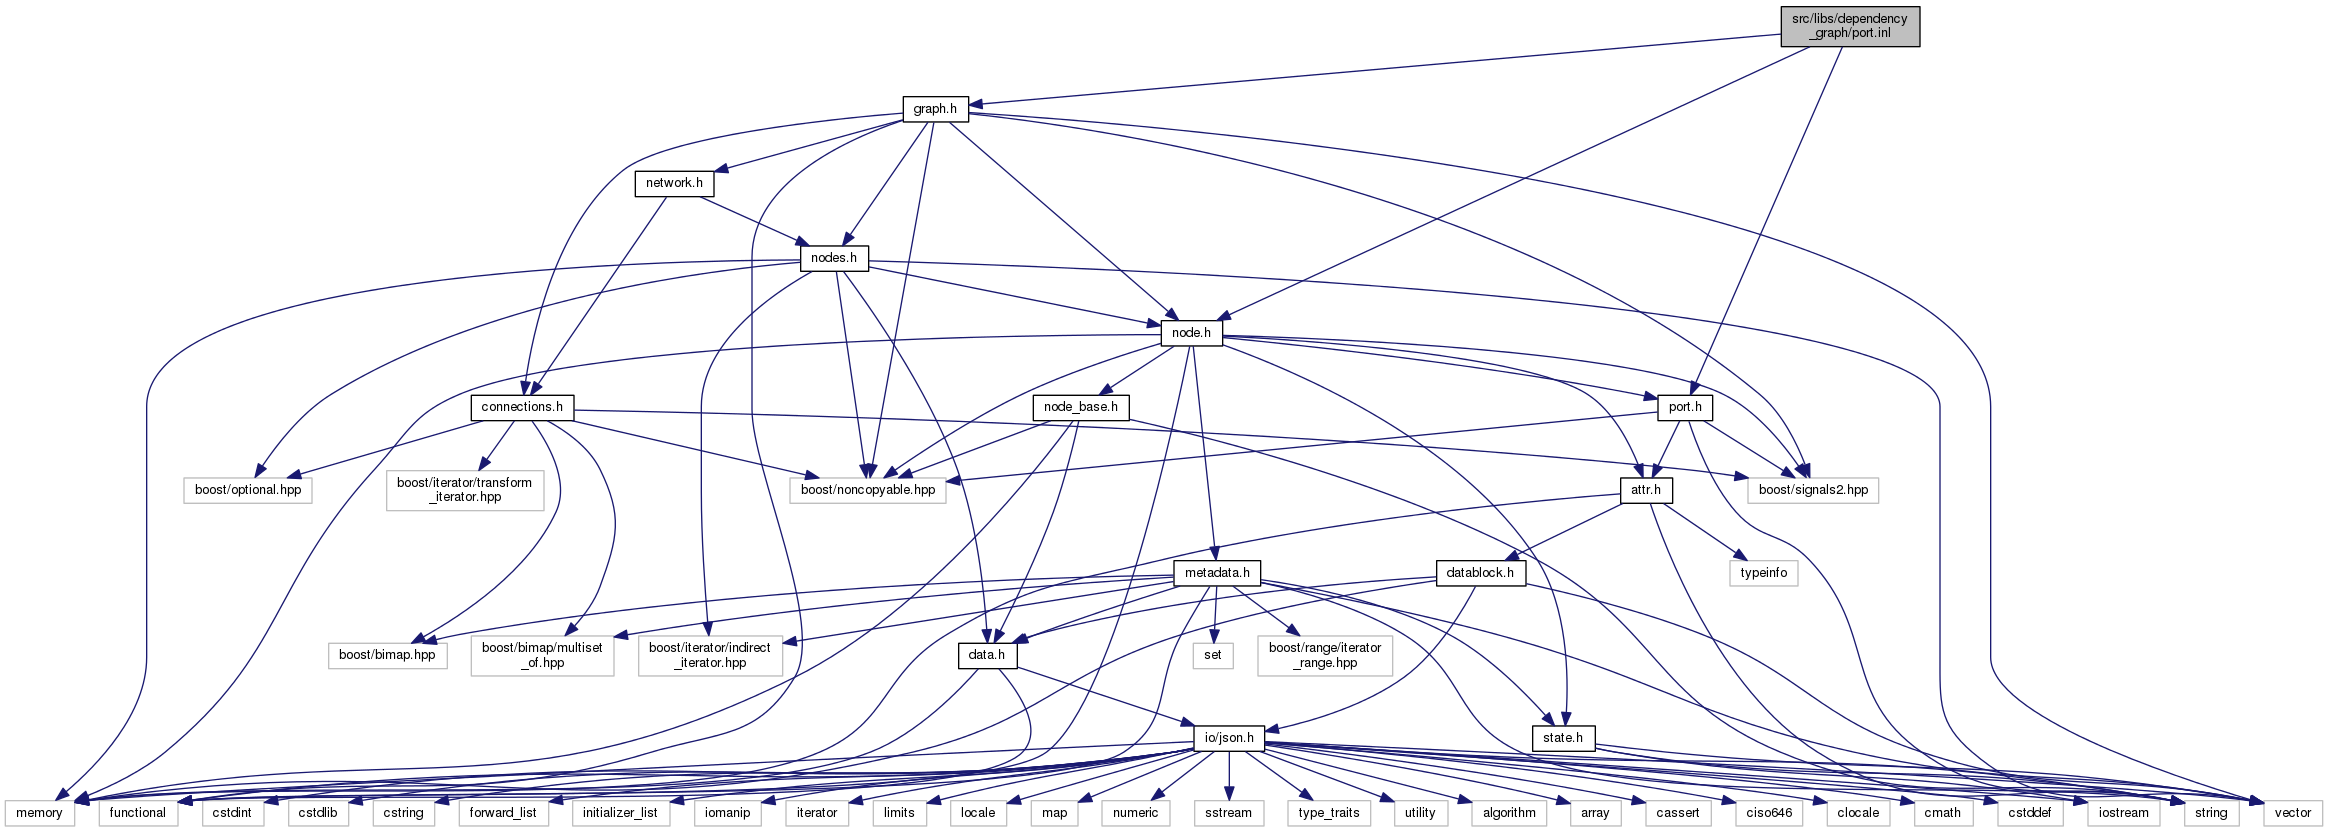 src/libs/dependency
_graph/port.inl
graph.h
network.h
nodes.h
node.h
connections.h
node_base.h
port.h
boost/optional.hpp
boost/iterator/transform
_iterator.hpp
boost/noncopyable.hpp
attr.h
boost/signals2.hpp
metadata.h
datablock.h
typeinfo
boost/bimap.hpp
boost/bimap/multiset
_of.hpp
boost/iterator/indirect
_iterator.hpp
data.h
set
boost/range/iterator
_range.hpp
io/json.h
state.h
memory
functional
cstdint
cstdlib
cstring
forward_list
initializer_list
iomanip
iterator
limits
locale
map
numeric
sstream
type_traits
utility
algorithm
array
cassert
ciso646
clocale
cmath
cstddef
iostream
string
vector